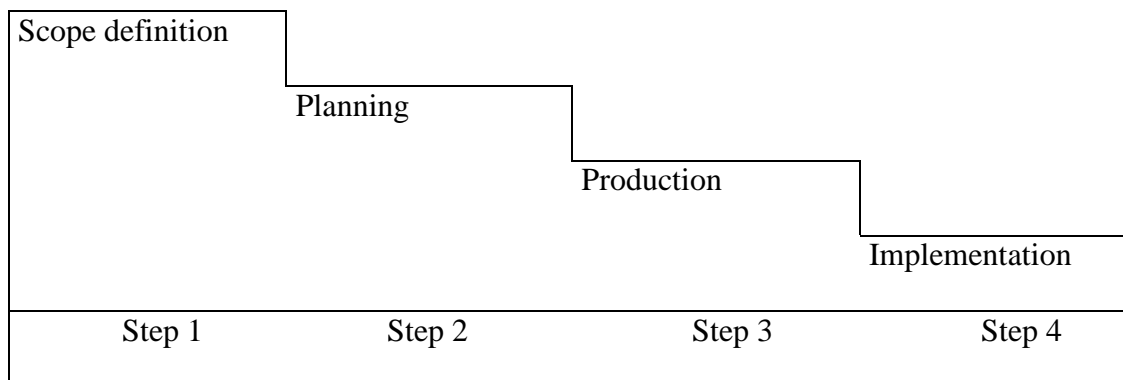 Scope definition
Planning
Production
Implementation
Step 1 Step 2 Step 3 Step 4